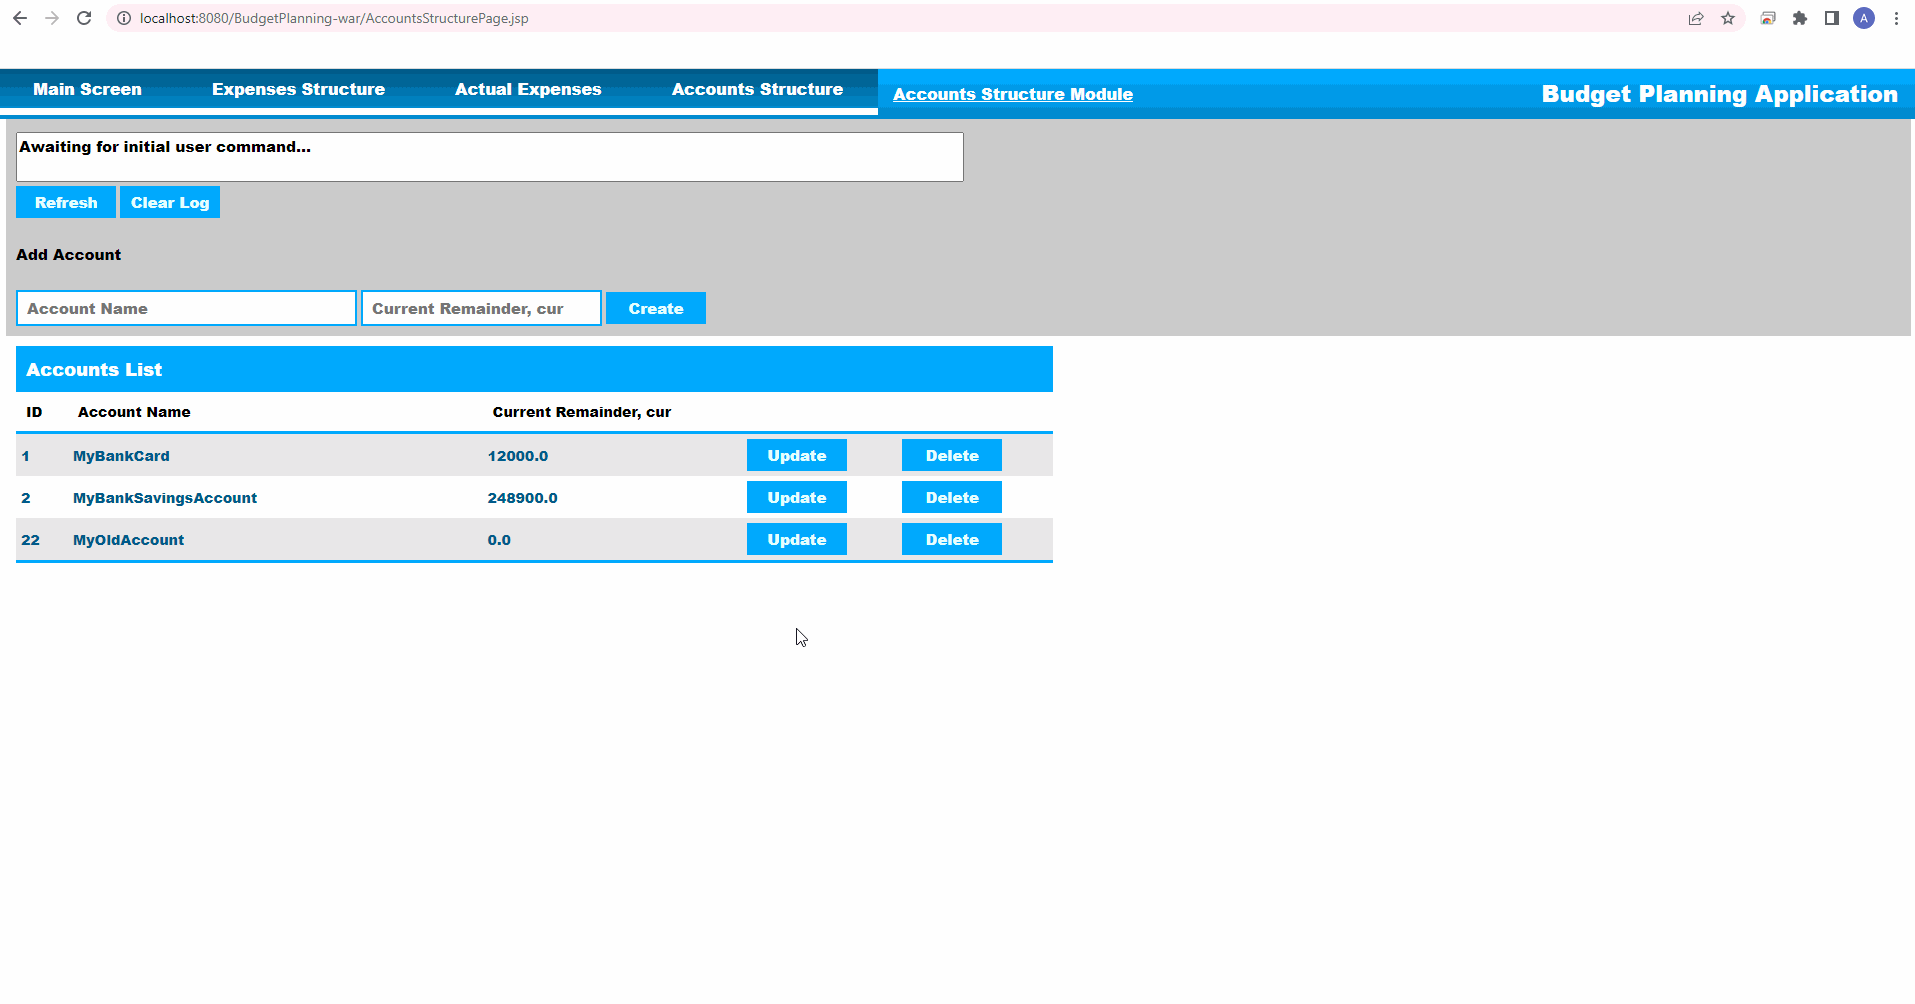 localhost:8080/BudgetPlanning-war/AccountsStructurePage.jsp
A
Main Screen Expenses Structure Actual Expenses Accounts Structure Accounts Structure Module Budget Planning Application
Awaiting for initial user command...
Refresh Clear Log
Add Account
Account Name Current Remainder, cur Create
Accounts List
ID Account Name Current Remainder, cur
1 MyBankCard 12000.0 Update Delete
2 MyBankSavingsAccount 248900.0 Update Delete
22 MyOldAccount 0.0 Update Delete